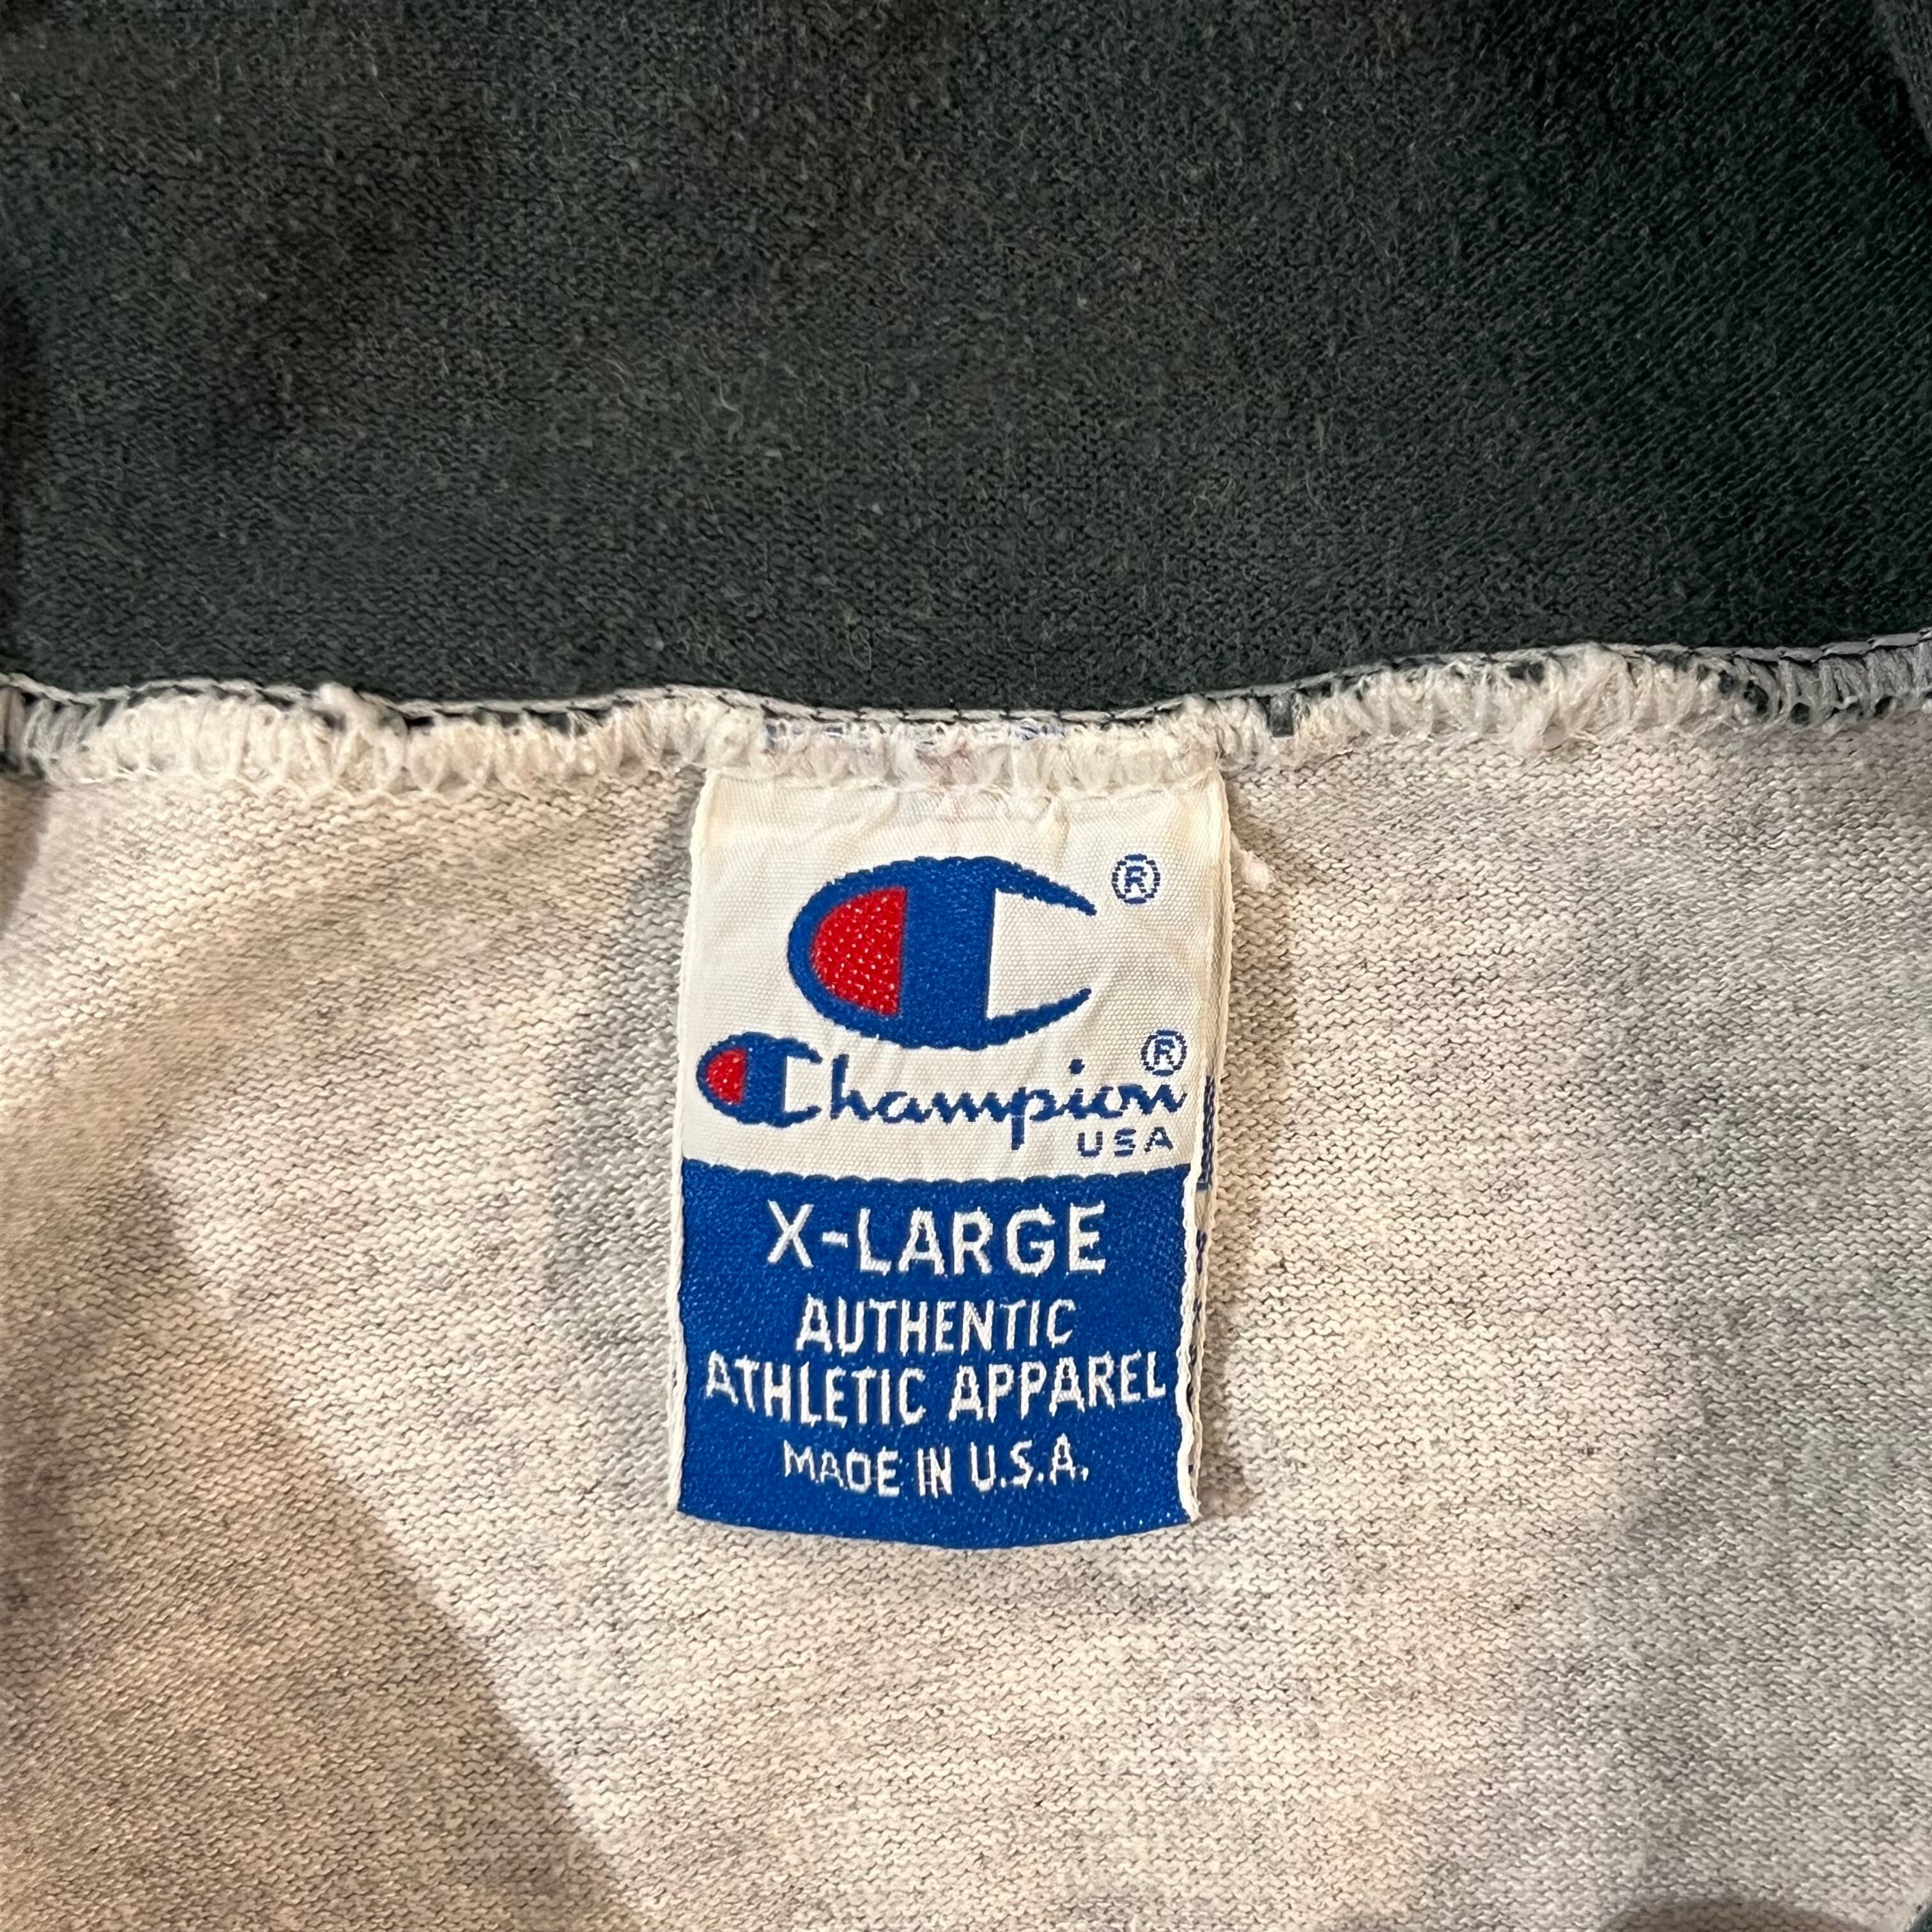 ®
Champion®
USA
X-LARGE
AUTHENTIC
ATHLETIC APPAREL
MADE IN U.S.A.